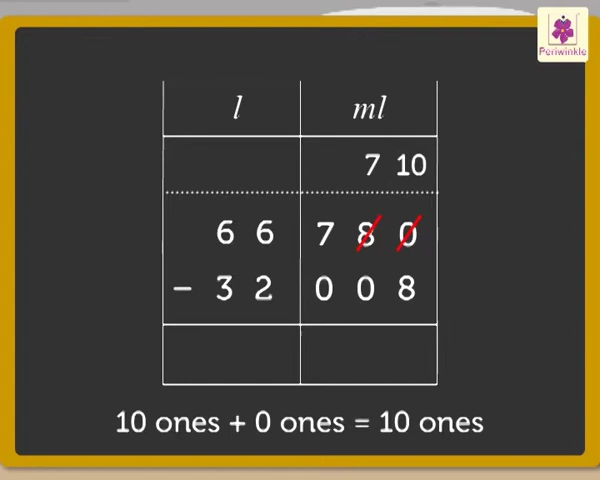 Periwinkle
l ml
7 10
6 6 7 8 0
− 3 2 0 0 8
10 ones + 0 ones = 10 ones